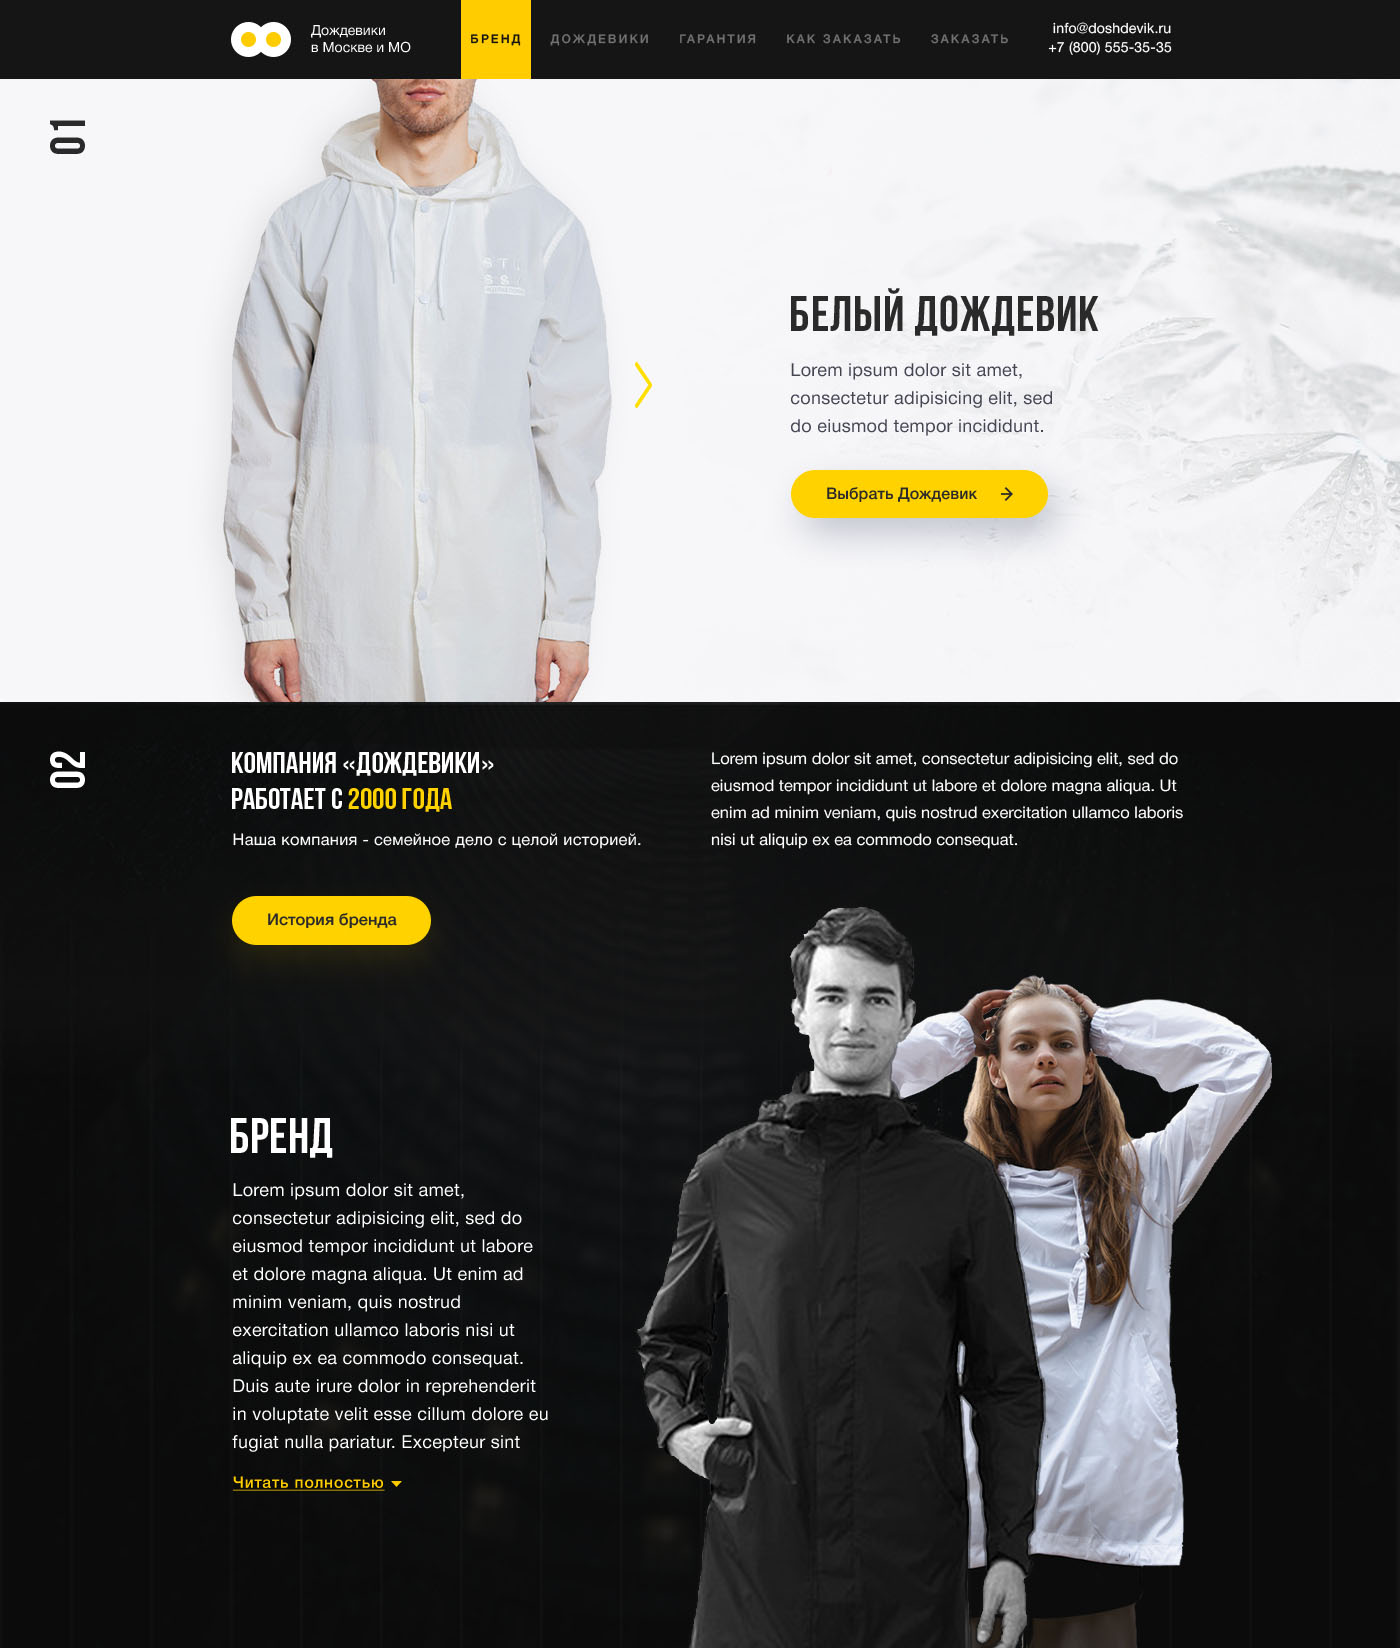 Дождевики
в Москве и МО
БРЕНД
ДОЖДЕВИКИ
ГАРАНТИЯ
КАК ЗАКАЗАТЬ
ЗАКАЗАТЬ
info@doshdevik.ru
+7 (800) 555-35-35
01
БЕЛЫЙ ДОЖДЕВИК
Lorem ipsum dolor sit amet,
consectetur adipisicing elit, sed
do eiusmod tempor incididunt.
Выбрать Дождевик
02
КОМПАНИЯ «ДОЖДЕВИКИ»
РАБОТАЕТ С 2000 ГОДА
Наша компания - семейное дело с целой историей.
Lorem ipsum dolor sit amet, consectetur adipisicing elit, sed do
eiusmod tempor incididunt ut labore et dolore magna aliqua. Ut
enim ad minim veniam, quis nostrud exercitation ullamco laboris
nisi ut aliquip ex ea commodo consequat.
История бренда
БРЕНД
Lorem ipsum dolor sit amet,
consectetur adipisicing elit, sed do
eiusmod tempor incididunt ut labore
et dolore magna aliqua. Ut enim ad
minim veniam, quis nostrud
exercitation ullamco laboris nisi ut
aliquip ex ea commodo consequat.
Duis aute irure dolor in reprehenderit
in voluptate velit esse cillum dolore eu
fugiat nulla pariatur. Excepteur sint
Читать полностью